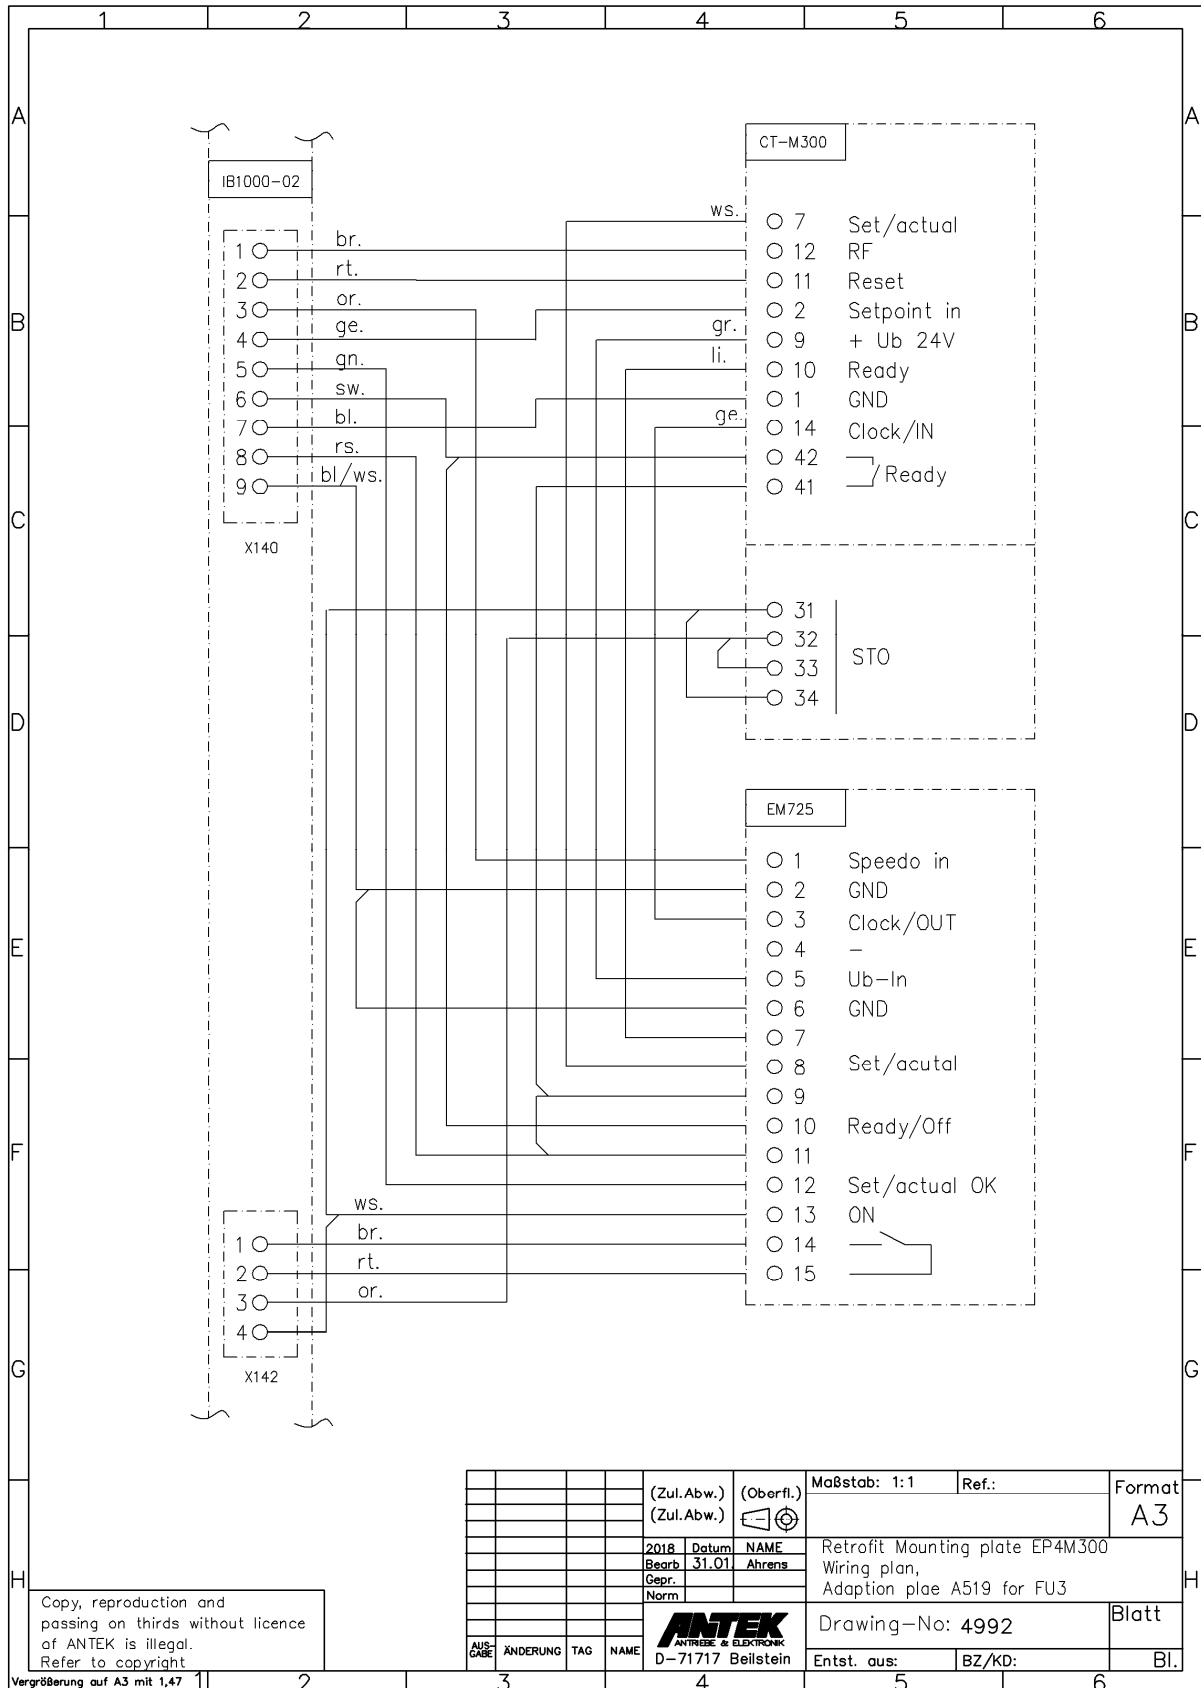 1 2 3 4 5 6
A A
IB1000-02
CT-M300
ws. 7 Set/actual
1 br. 12 RF
2 rt. 11 Reset
3 or. 2 Setpoint in
B B
4 ge. gr. 9 + Ub 24V
5 gn. li. 10 Ready
6 sw. 1 GND
7 bl. ge. 14 Clock/IN
8 rs. 42
9 bl/ws. 41
Ready
X140
C C
31
32
33
34
STO
D D
EM725
1 Speedo in
2 GND
3 Clock/OUT
4 -
E E
5 Ub-In
6 GND
7
8 Set/acutal
9
10 Ready/Off
F F
11
12 Set/actual OK
ws. 13 ON
1 br. 14
2 rt. 15
3 or.
4
X142
G G
(Zul.Abw.) (Oberfl.) Maßstab: 1:1 Ref.: Format
(Zul.Abw.) A3
2018 Datum NAME
Bearb 31.01. Ahrens
Gepr.
Norm
Retrofit Mounting plate EP4M300
Wiring plan,
Adaption plae A519 for FU3
H H
Copy, reproduction and
passing on thirds without licence
of ANTEK is illegal.
Refer to copyright
ANTEK
ANTRIEBE & ELEKTRONIK
D-71717 Beilstein
Drawing-No: 4992 Blatt
AUS-
GABE ÄNDERUNG TAG NAME
Entst. aus: BZ/KD: Bl.
Vergrößerung auf A3 mit 1,47
1 3 4 5 6